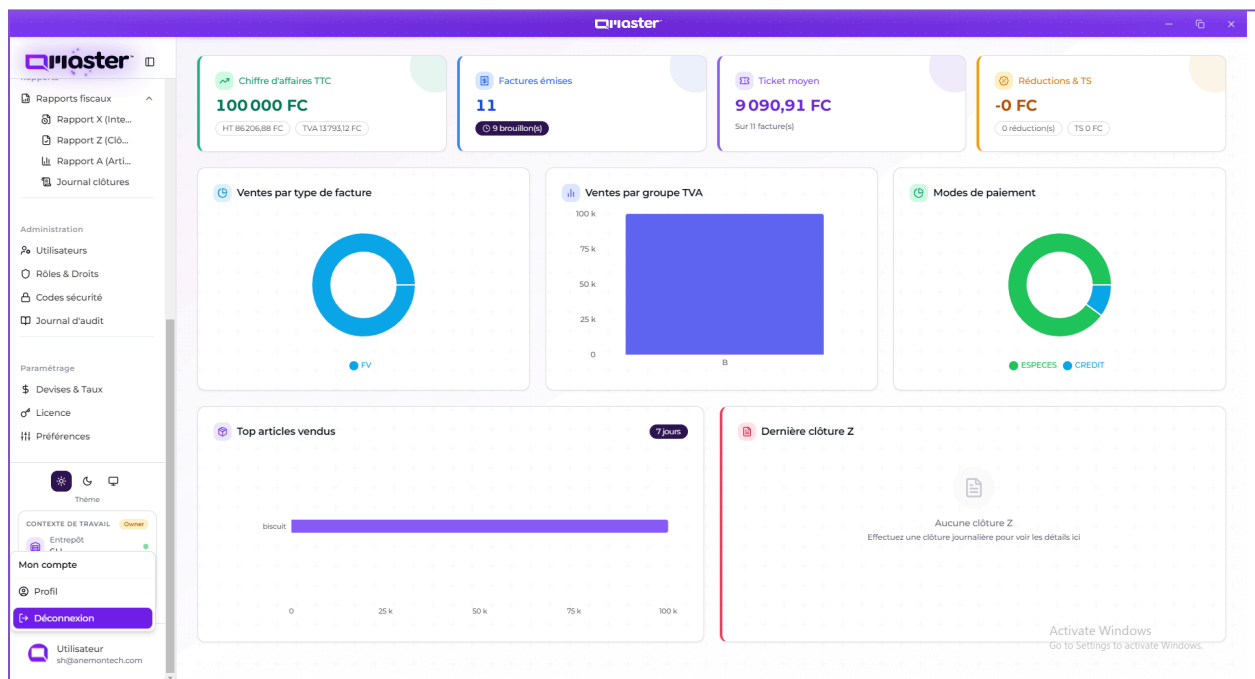 Qmaster
Qmaster
Rapports fiscaux
Rapport X (Inte...
Rapport Z (Clô...
Rapport A (Arti...
Journal clôtures
Administration
Utilisateurs
Rôles & Droits
Codes sécurité
Journal d'audit
Paramétrage
Devises & Taux
Licence
Préférences
Thème
CONTEXTE DE TRAVAIL Owner
Entrepôt
Mon compte
Profil
Déconnexion
Utilisateur
sh@anemontech.com
Chiffre d'affaires TTC
100 000 FC
HT 86 206,88 FC TVA 13 793,12 FC
Factures émises
11
9 brouillon(s)
Ticket moyen
9 090,91 FC
Sur 11 facture(s)
Réductions & TS
-0 FC
0 réduction(s) TS 0 FC
Ventes par type de facture
FV
Ventes par groupe TVA
100 k
75 k
50 k
25 k
0
B
Modes de paiement
ESPECES CREDIT
Top articles vendus 7 jours
biscuit
0 25 k 50 k 75 k 100 k
Dernière clôture Z
Aucune clôture Z
Effectuez une clôture journalière pour voir les détails ici
Activate Windows
Go to Settings to activate Windows.